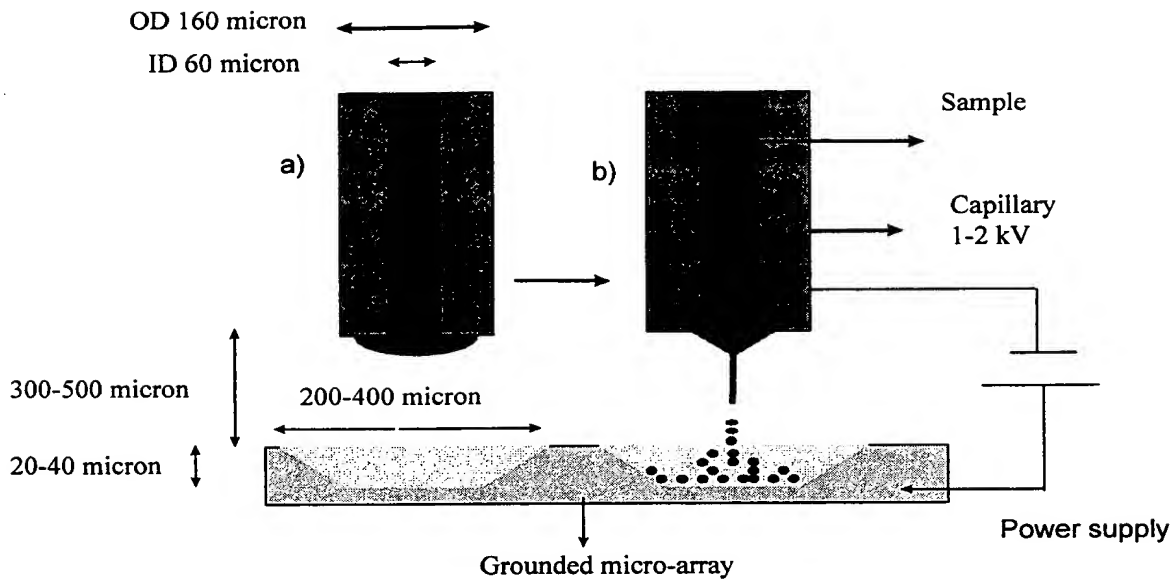 OD 160 micron
ID 60 micron
Sample
a)
b)
Capillary
1-2 kV
300-500 micron
200-400 micron
20-40 micron
Power supply
Grounded micro-array